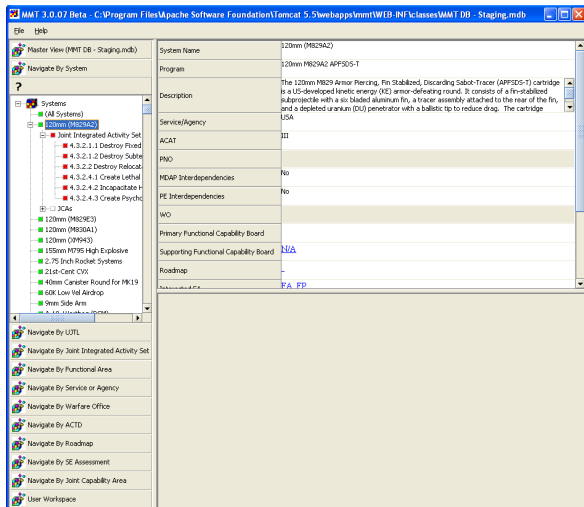 MMT 3.0.07 Beta - C:\Program Files\Apache Software Foundation\Tomcat 5.5\webapps\mmt\WEB-INF\classes\MMT DB - Staging.mdb
File Help
Master View (MMT DB - Staging.mdb)
Navigate By System
?
Systems
(All Systems)
120mm (M829A2)
Joint Integrated Activity Set
4.3.2.1.1 Destroy Fixed
4.3.2.1.2 Destroy Subte
4.3.2.2 Destroy Relocat
4.3.2.4.1 Create Lethal
4.3.2.4.2 Incapacitate H
4.3.2.4.3 Create Psycho
JCAs
120mm (M829E3)
120mm (M830A1)
120mm (XM943)
155mm M795 High Explosive
2.75 Inch Rocket Systems
21st-Cent CVX
40mm Canister Round for MK19
60K Low Vel Airdrop
9mm Side Arm
Navigate By UJTL
Navigate By Joint Integrated Activity Set
Navigate By Functional Area
Navigate By Service or Agency
Navigate By Warfare Office
Navigate By ACTD
Navigate By Roadmap
Navigate By SE Assessment
Navigate By Joint Capability Area
User Workspace
System Name 120mm (M829A2)
Program 120mm M829A2 APFSDS-T
Description The 120mm M829 Armor Piercing, Fin Stabilized, Discarding Sabot-Tracer (APFSDS-T) cartridge
is a US-developed kinetic energy (KE) armor-defeating round. It consists of a fin-stabilized
subprojectile with a six bladed aluminum fin, a tracer assembly attached to the rear of the fin,
and a depleted uranium (DU) penetrator with a ballistic tip to reduce drag. The cartridge
Service/Agency USA
ACAT III
PNO
MDAP Interdependencies No
PE Interdependencies No
WO
Primary Functional Capability Board
Supporting Functional Capability Board N/A
Roadmap -
FA, FP